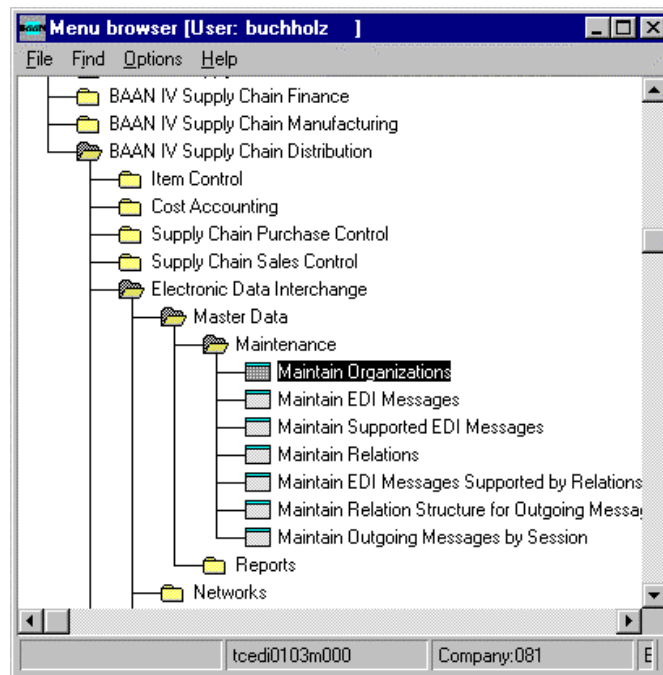 BaaN Menu browser [User: buchholz ]
File Find Options Help
BAAN IV Supply Chain Finance
BAAN IV Supply Chain Manufacturing
BAAN IV Supply Chain Distribution
Item Control
Cost Accounting
Supply Chain Purchase Control
Supply Chain Sales Control
Electronic Data Interchange
Master Data
Maintenance
Maintain Organizations
Maintain EDI Messages
Maintain Supported EDI Messages
Maintain Relations
Maintain EDI Messages Supported by Relations
Maintain Relation Structure for Outgoing Messa
Maintain Outgoing Messages by Session
Reports
Networks
tcedi0103m000 Company:081 E